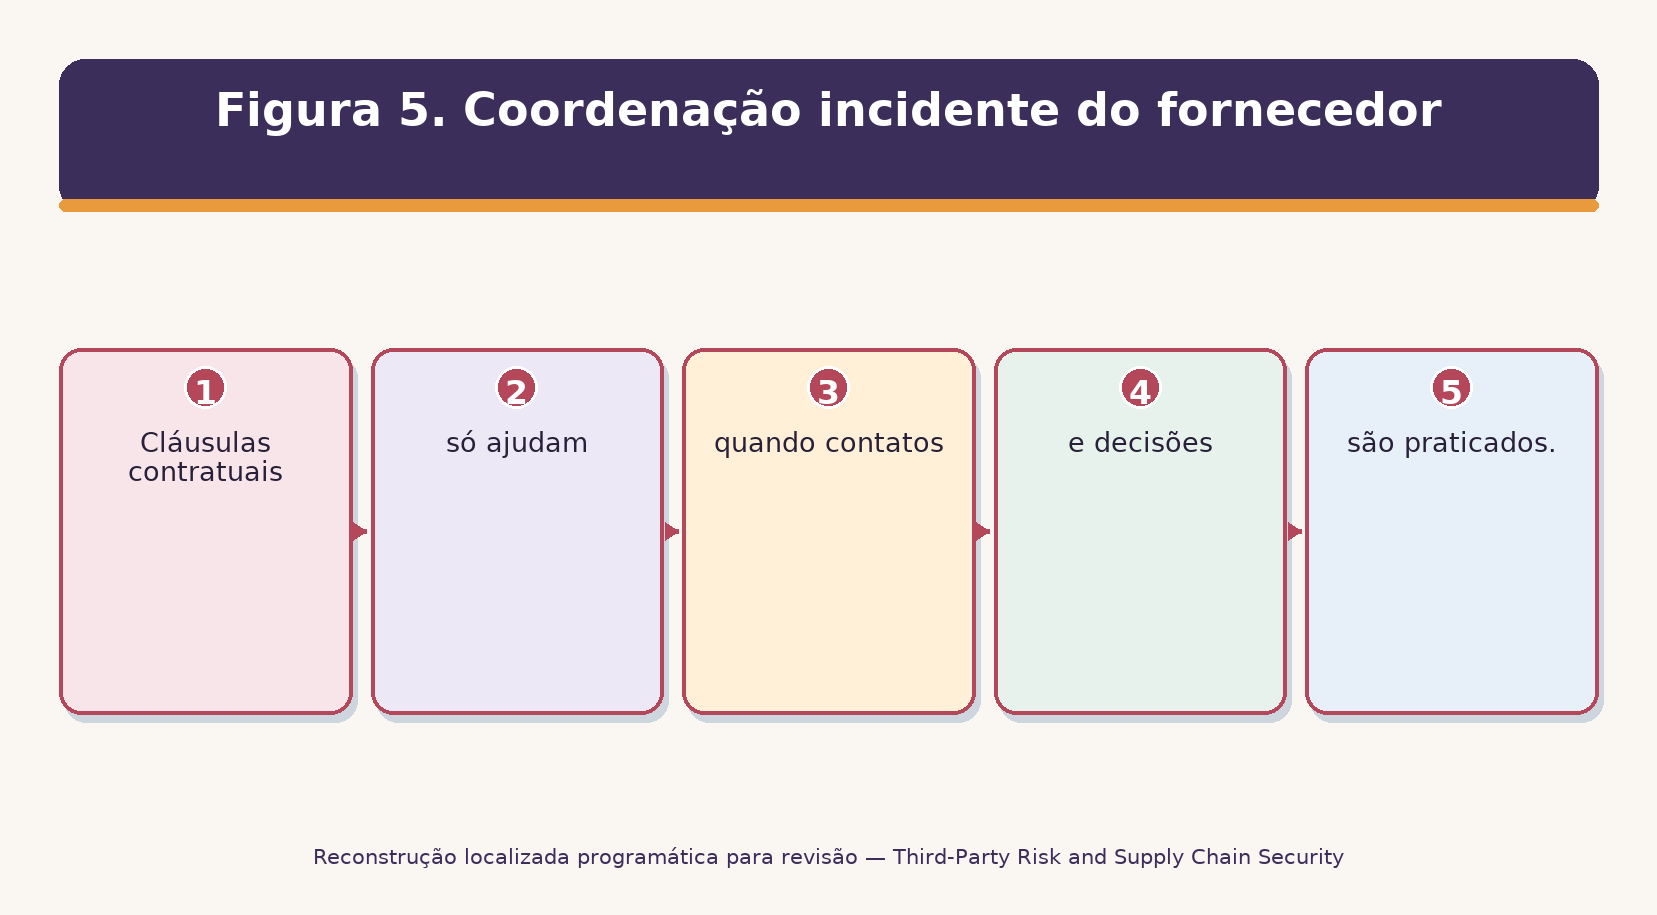 Figura 5. Coordenação incidente do fornecedor
1
Cláusulas
contratuais
2
só ajudam
3
quando contatos
4
e decisões
5
são praticados.
Reconstrução localizada programática para revisão — Third-Party Risk and Supply Chain Security